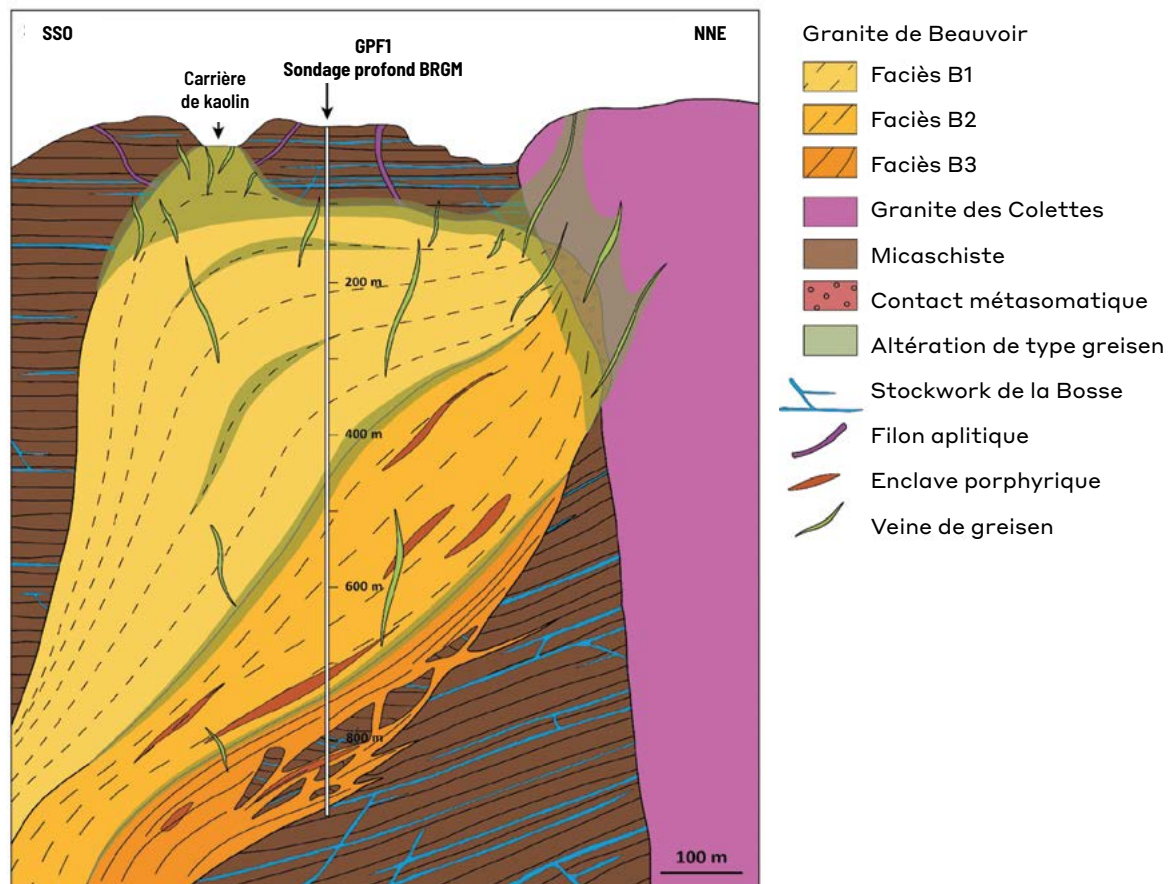 SSO
GPF1
Sondage profond BRGM
NNE
Carrière
de kaolin
200 m
400 m
600 m
800 m
100 m
Granite de Beauvoir
Faciès B1
Faciès B2
Faciès B3
Granite des Colettes
Micaschiste
Contact métasomatique
Altération de type greisen
Stockwork de la Bosse
Filon aplitique
Enclave porphyrique
Veine de greisen